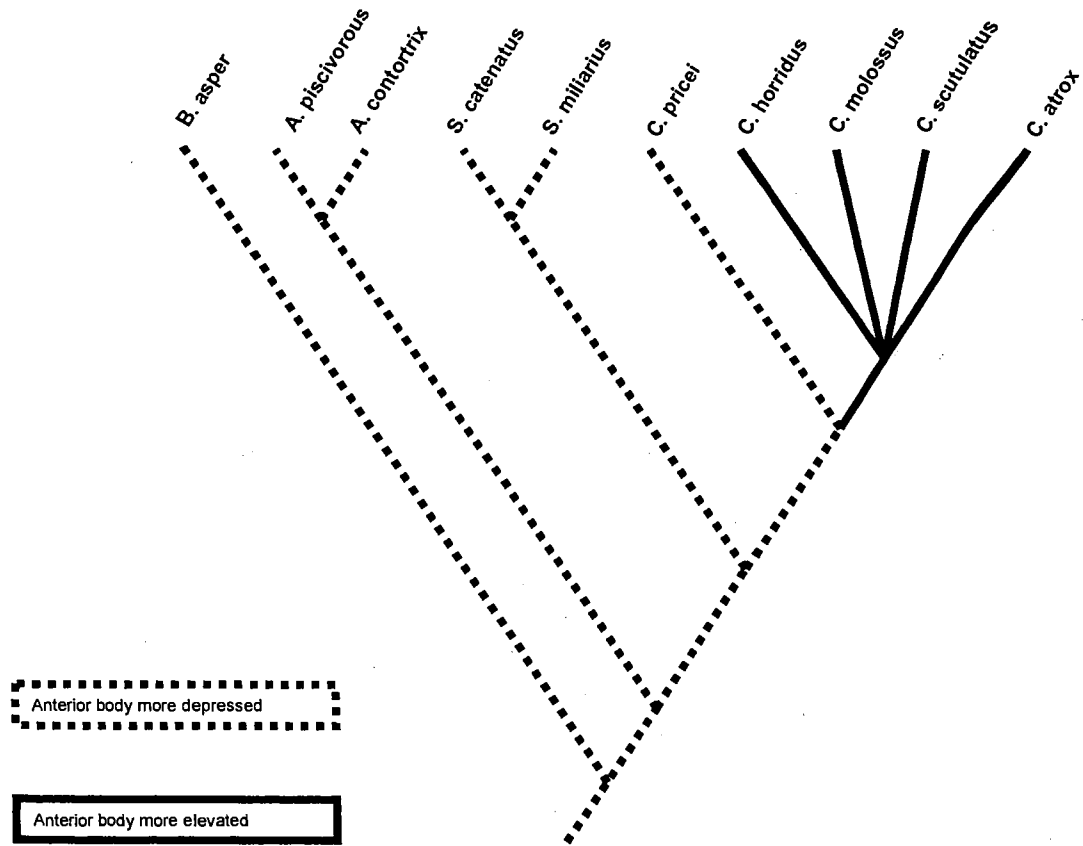 B. asper
A. piscivorous
A. contortrix
S. catenatus
S. miliarius
C. pricei
C. horridus
C. molossus
C. scutulatus
C. atrox
Anterior body more depressed
Anterior body more elevated